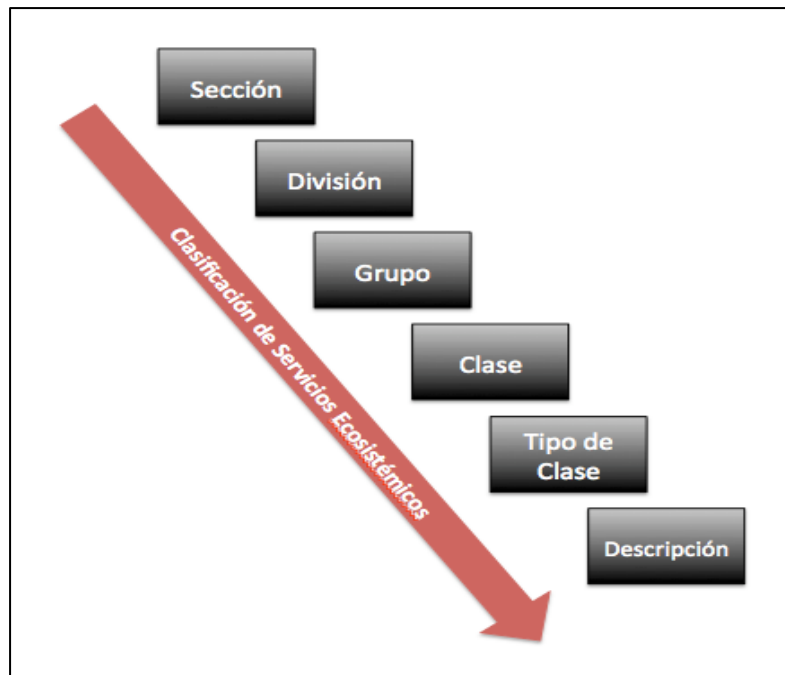 Sección
División
Grupo
Clase
Tipo de
Clase
Descripción
Clasificación de Servicios Ecosistémicos